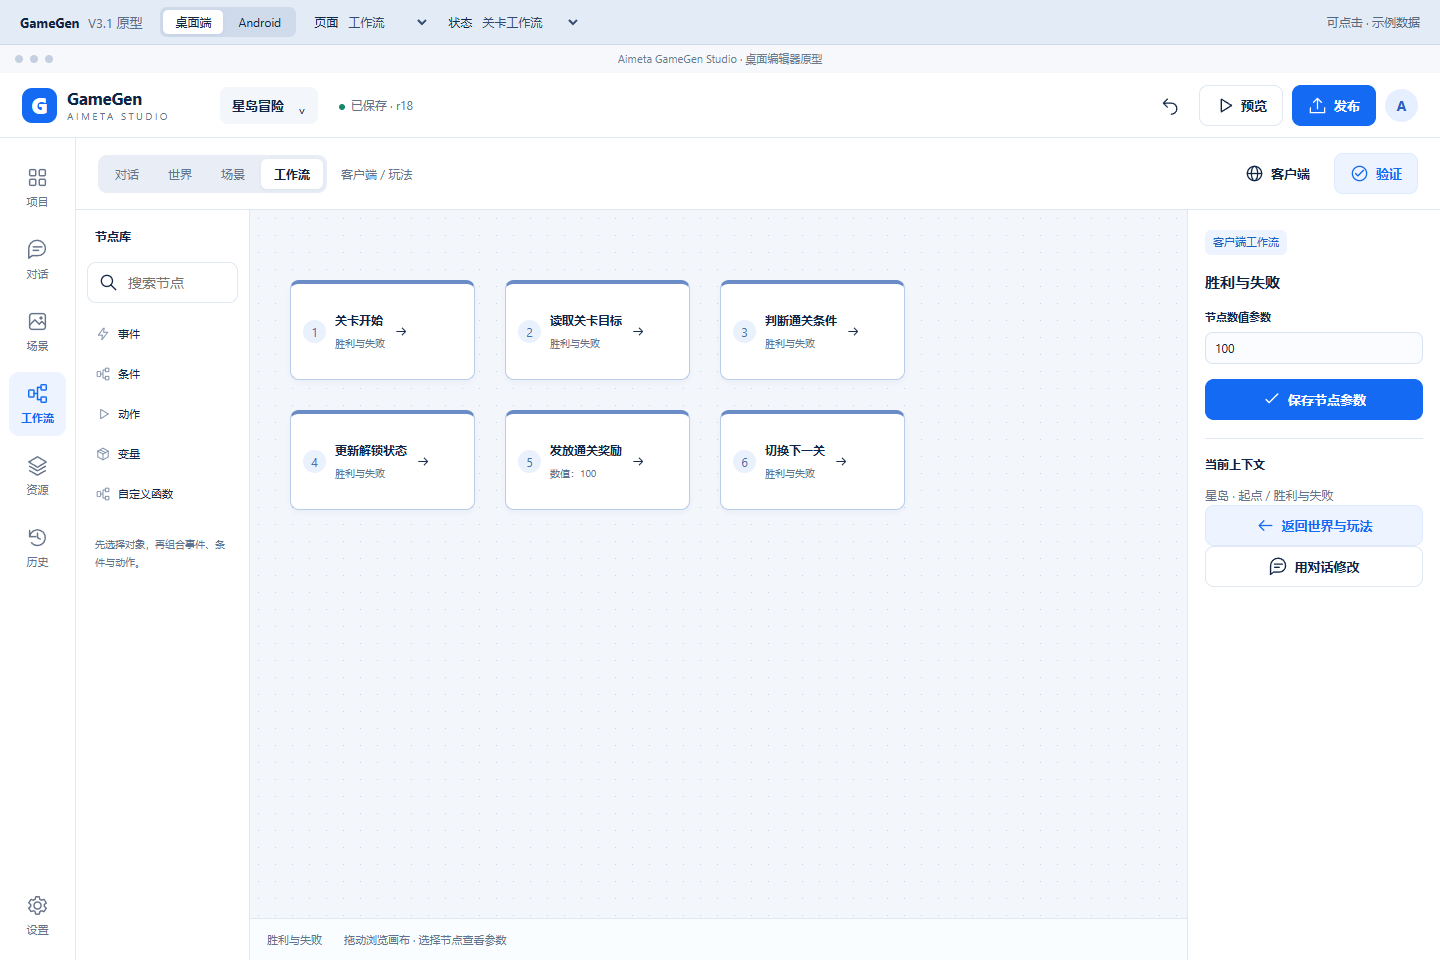 GameGen V3.1 原型 桌面端 Android 页面 工作流 状态 关卡工作流 可点击 · 示例数据
Aimeta GameGen Studio · 桌面编辑器原型
G GameGen 星岛冒险 已保存 · r18 预览 发布 A
AIMETA STUDIO
对话 世界 场景 工作流 客户端 / 玩法 客户端 验证
项目
对话
场景
工作流
资源
历史
设置
节点库
搜索节点
事件
条件
动作
变量
自定义函数
先选择对象，再组合事件、条
件与动作。
1 关卡开始 →
胜利与失败
2 读取关卡目标 →
胜利与失败
3 判断通关条件 →
胜利与失败
4 更新解锁状态 →
胜利与失败
5 发放通关奖励 →
数值：100
6 切换下一关 →
胜利与失败
胜利与失败 拖动浏览画布 · 选择节点查看参数
客户端工作流
胜利与失败
节点数值参数
100
保存节点参数
当前上下文
星岛 · 起点 / 胜利与失败
返回世界与玩法
用对话修改